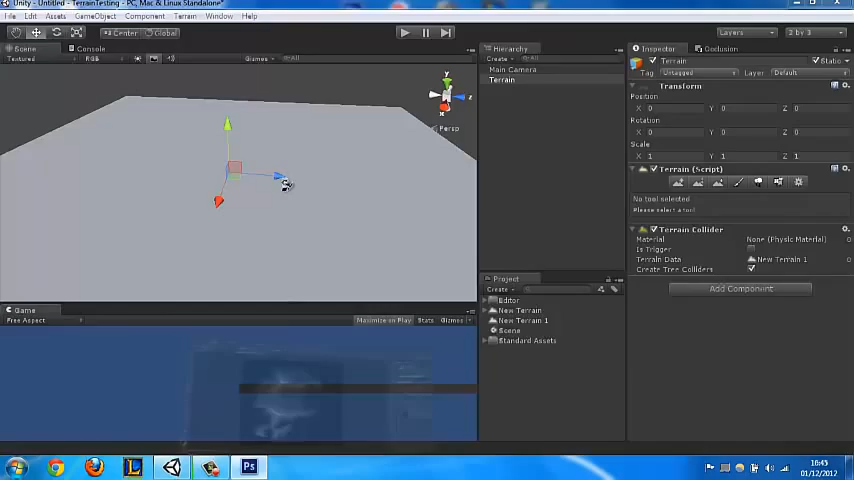 Unity - Untitled - TerrainTesting - PC, Mac & Linux Standalone*
File Edit Assets GameObject Component Terrain Window Help
Center Global Layers 2 by 3
Scene Console Hierarchy Inspector Occlusion
Textured RGB Gizmos All Create All
Terrain Static
Tag Untagged Layer Default
Main Camera
Terrain
Transform
Position
X 0 Y 0 Z 0
Rotation
X 0 Y 0 Z 0
Scale
X 1 Y 1 Z 1
y
z
x
Persp
Terrain (Script)
No tool selected
Please select a tool
Terrain Collider
Material None (Physic Material)
Is Trigger
Terrain Data New Terrain 1
Create Tree Colliders
Add Component
Project
Create
Editor
New Terrain
New Terrain 1
Scene
Standard Assets
Game
Free Aspect Maximize on Play Stats Gizmos
L
Ps
16:43
01/12/2012